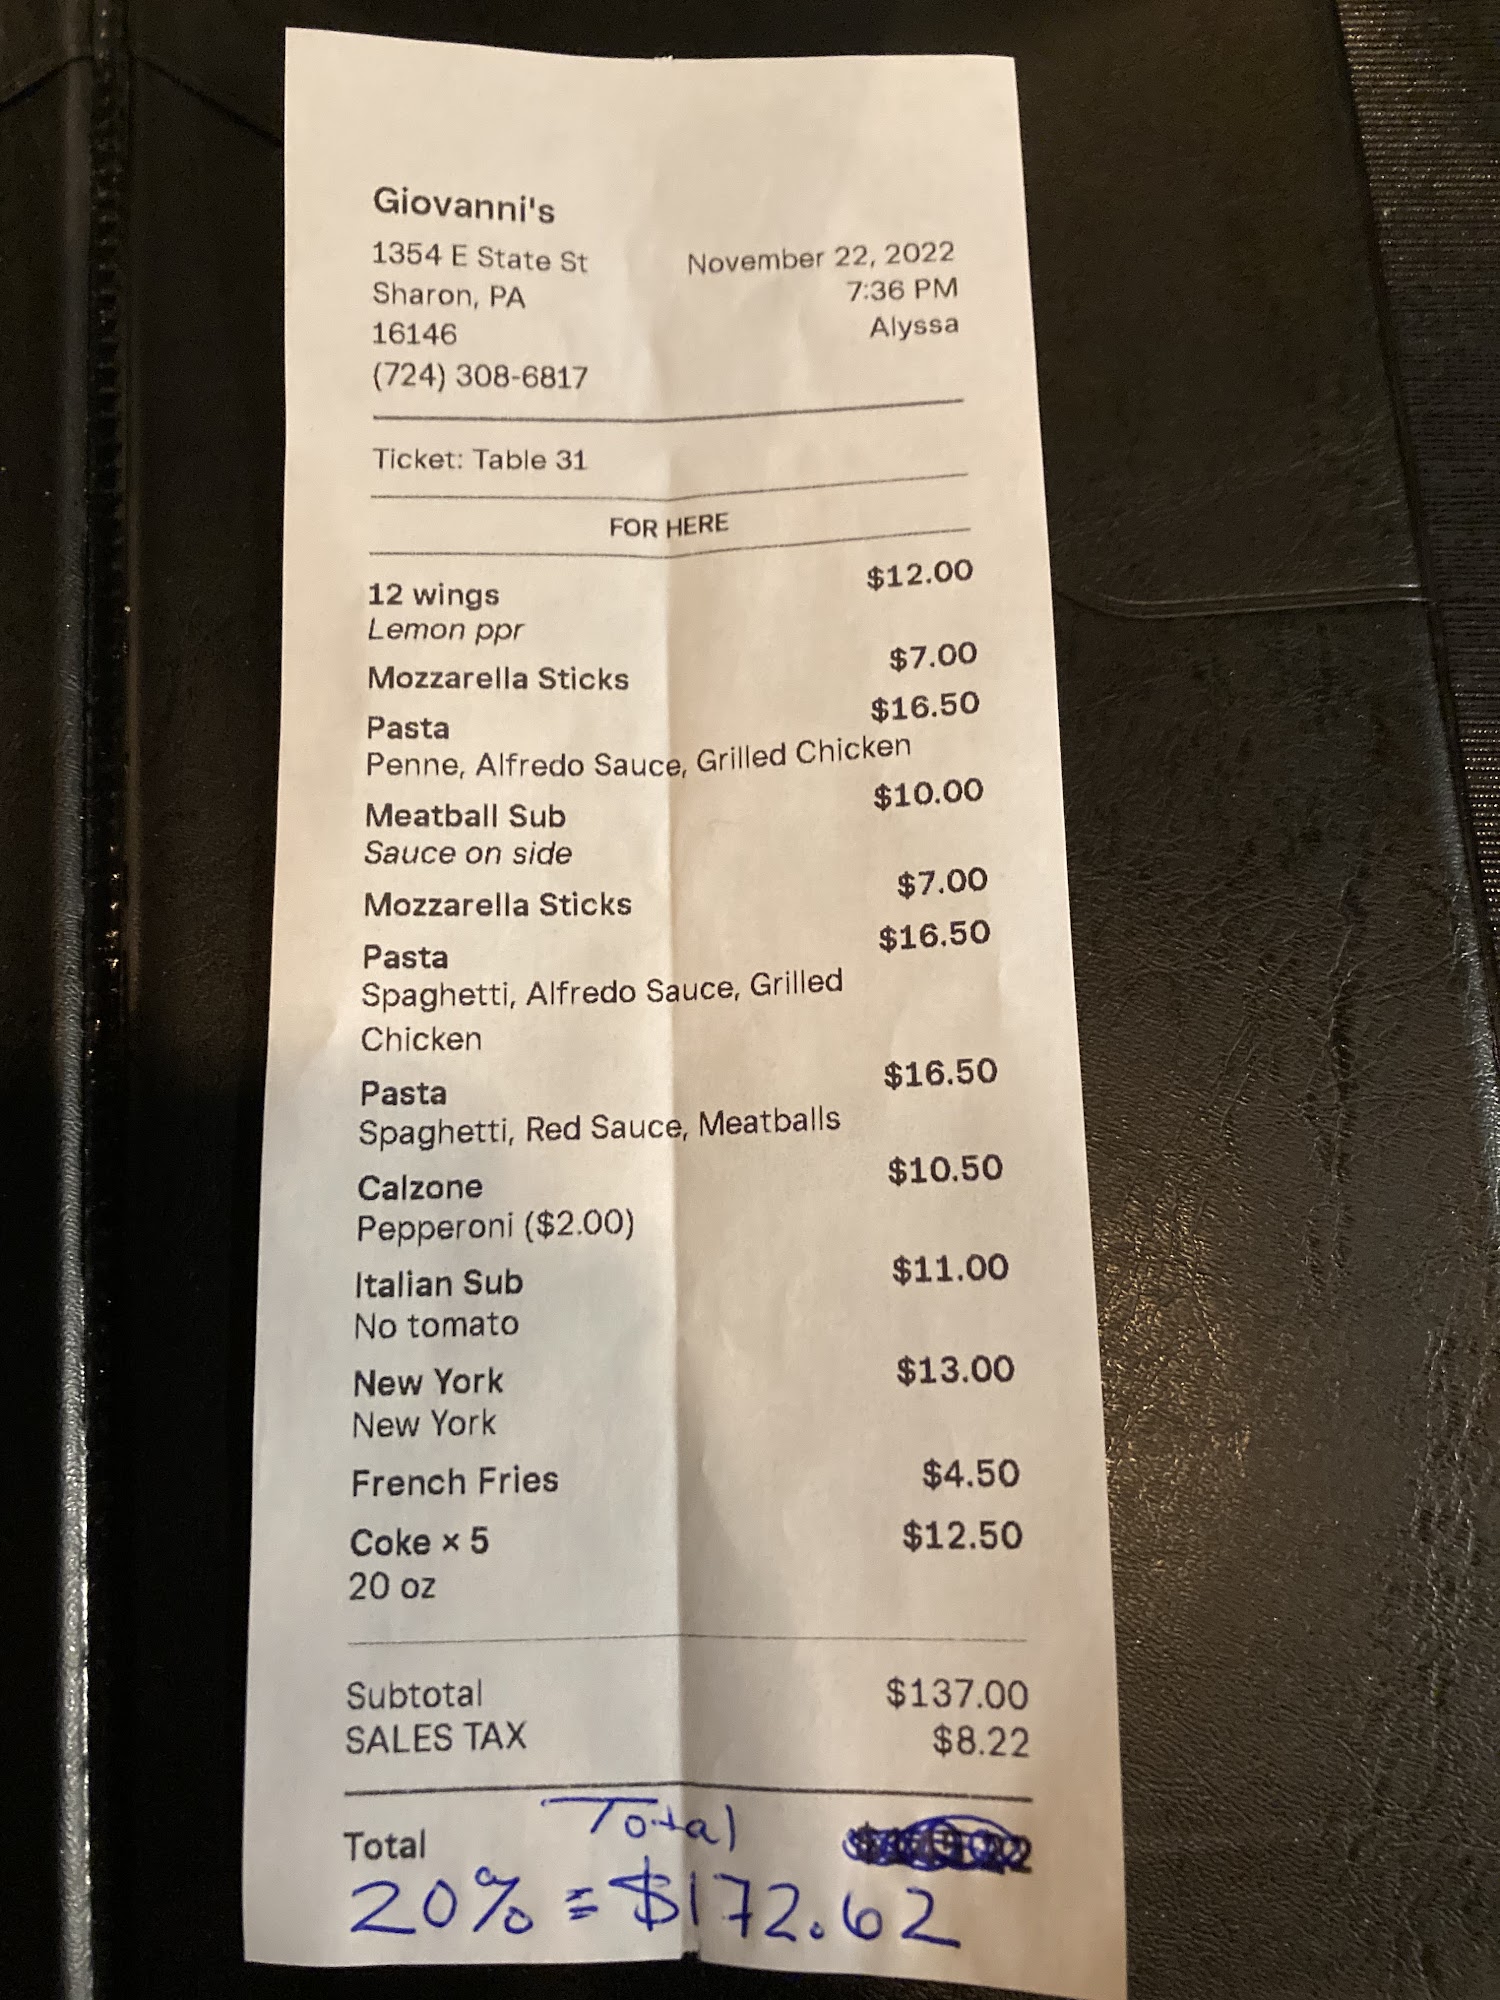 Giovanni's
1354 E State St
Sharon, PA
16146
(724) 308-6817
November 22, 2022
7:36 PM
Alyssa
Ticket: Table 31
FOR HERE
12 wings $12.00
Lemon ppr
Mozzarella Sticks $7.00
Pasta $16.50
Penne, Alfredo Sauce, Grilled Chicken
Meatball Sub $10.00
Sauce on side
Mozzarella Sticks $7.00
Pasta $16.50
Spaghetti, Alfredo Sauce, Grilled
Chicken
Pasta $16.50
Spaghetti, Red Sauce, Meatballs
Calzone $10.50
Pepperoni ($2.00)
Italian Sub $11.00
No tomato
New York $13.00
New York
French Fries $4.50
Coke × 5 $12.50
20 oz
Subtotal $137.00
SALES TAX $8.22
Total Total
20% = $172.62